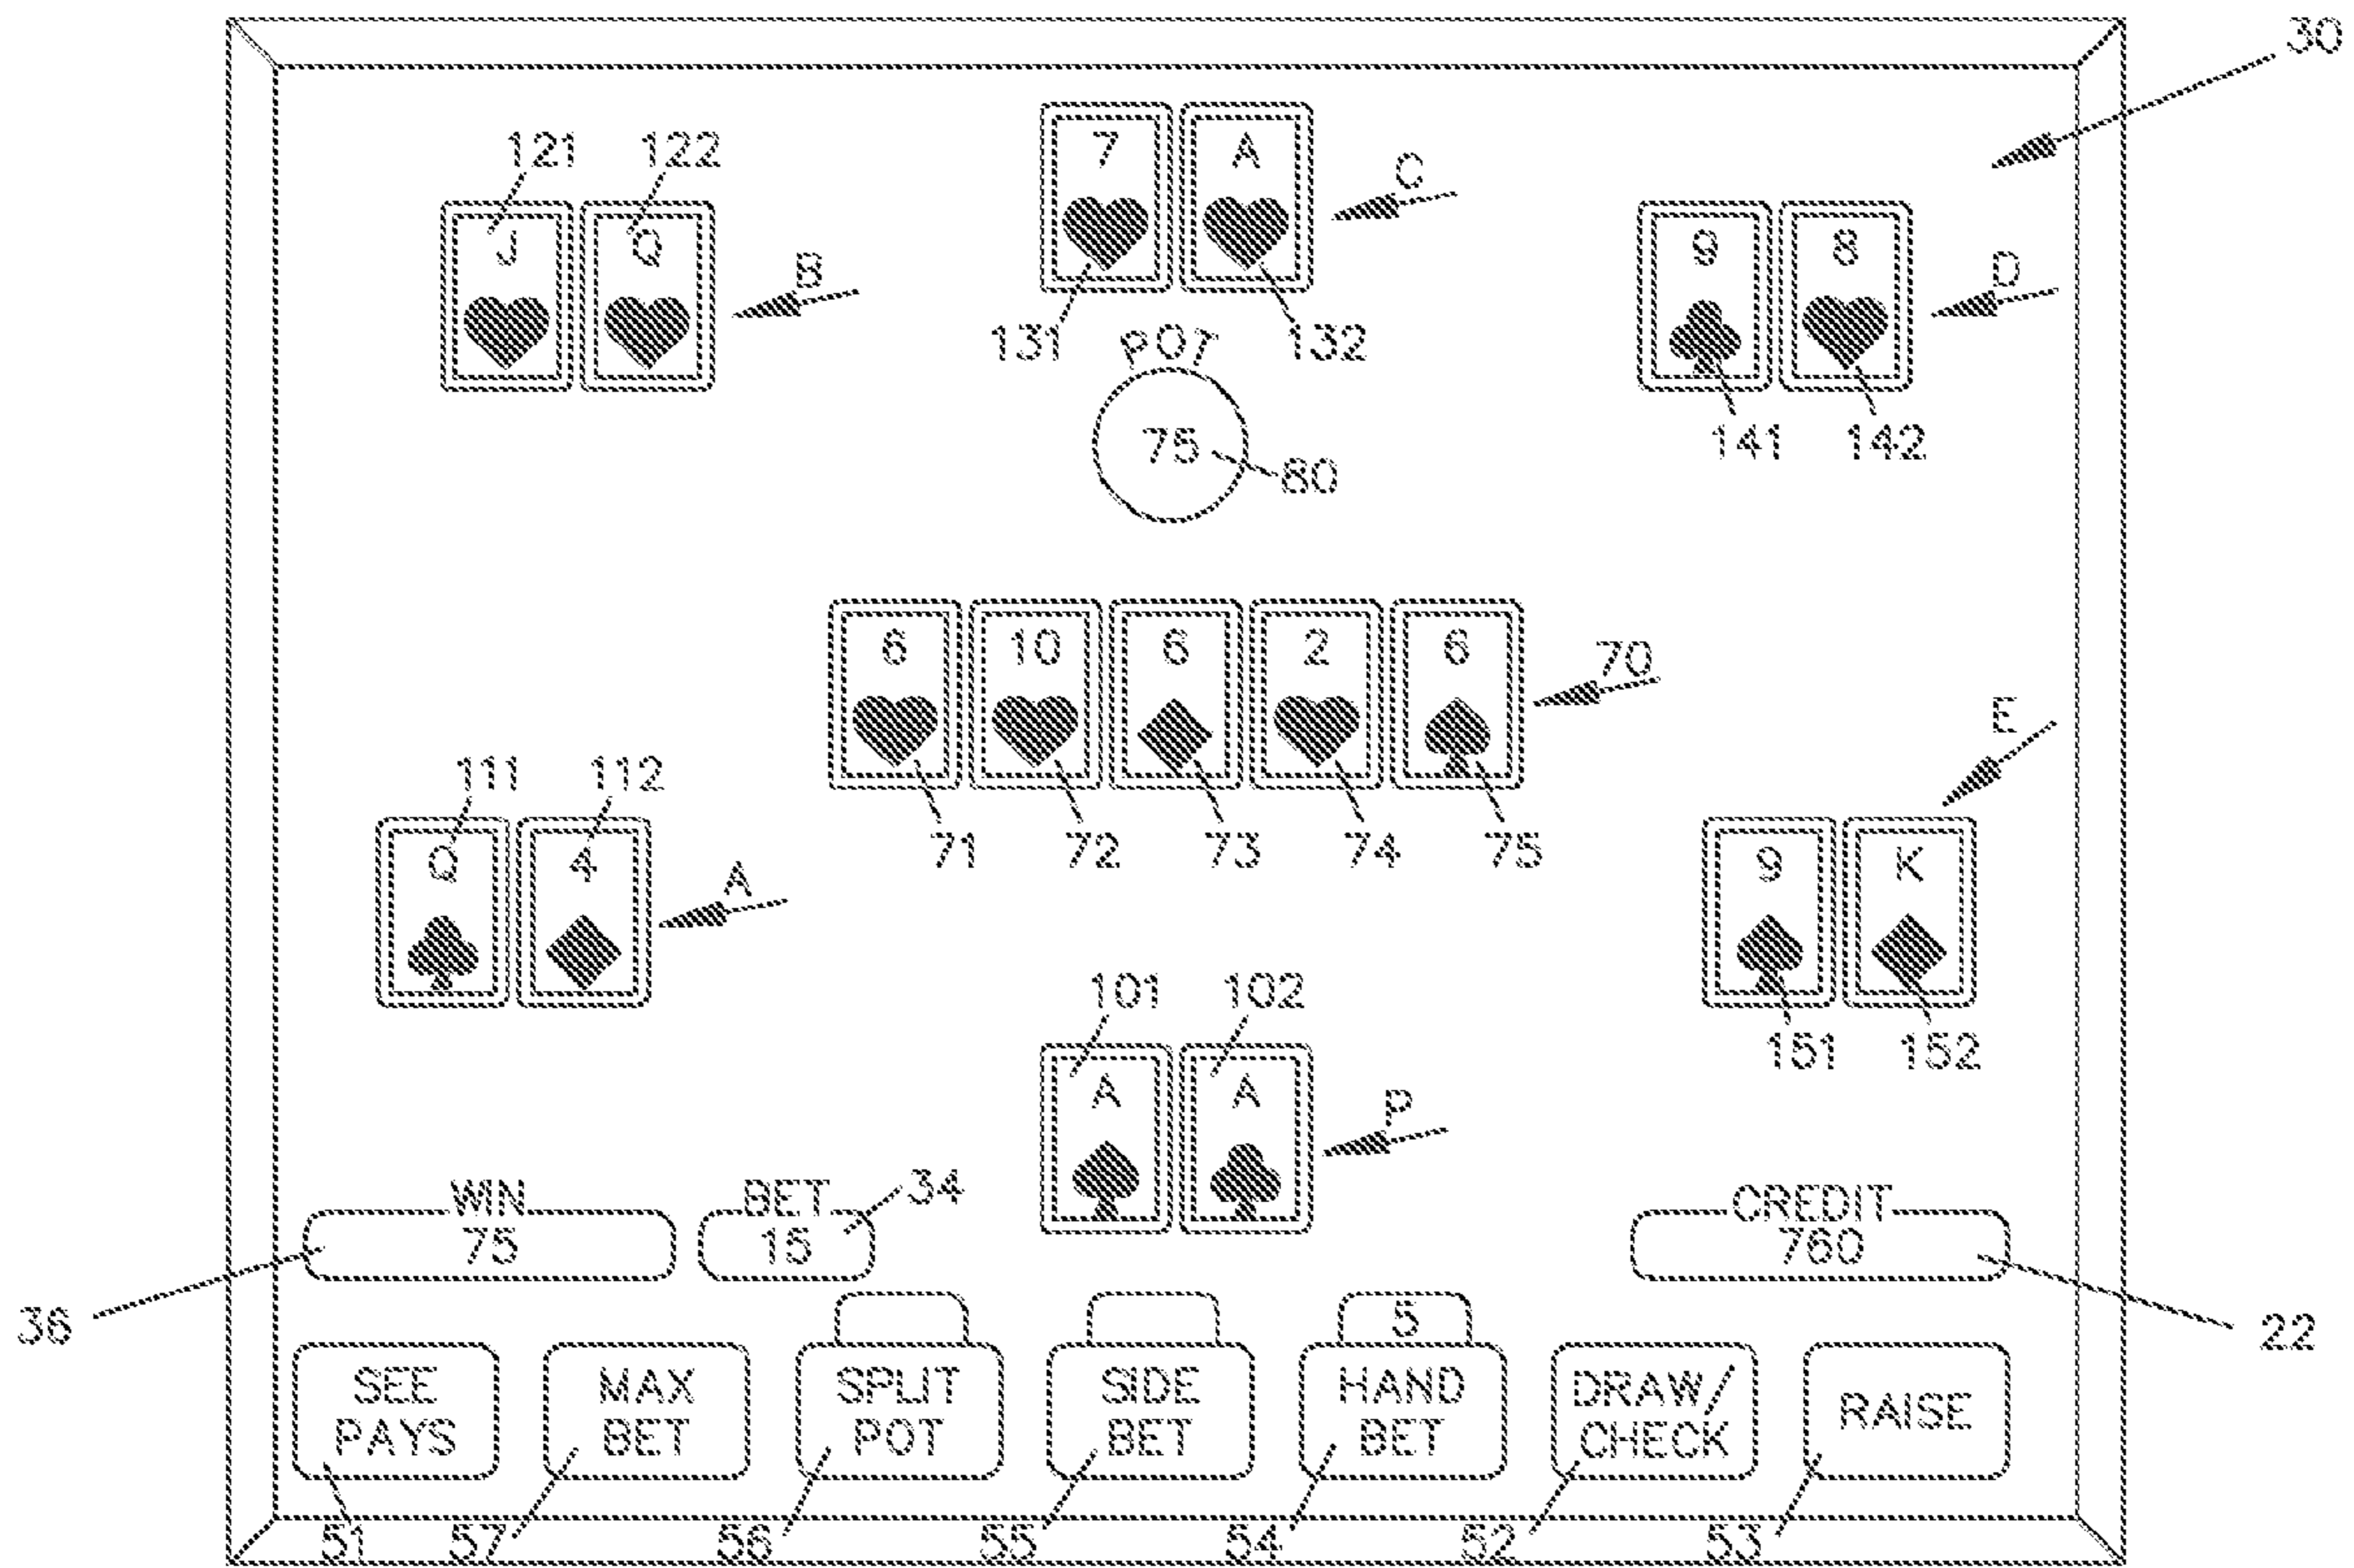 30
121 122
7 A
C
J Q
B
9 8
D
131 132
POT
75
80
141 142
6 10 6 2 6
70
E
111 112
71 72 73 74 75
Q 4
A
9 K
101 102
151 152
A A
P
WIN
75
BET
15
34
CREDIT
760
36
22
5
SEE
PAYS
MAX
BET
SPLIT
POT
SIDE
BET
HAND
BET
DRAW/
CHECK
RAISE
51 57 56 55 54 52 53